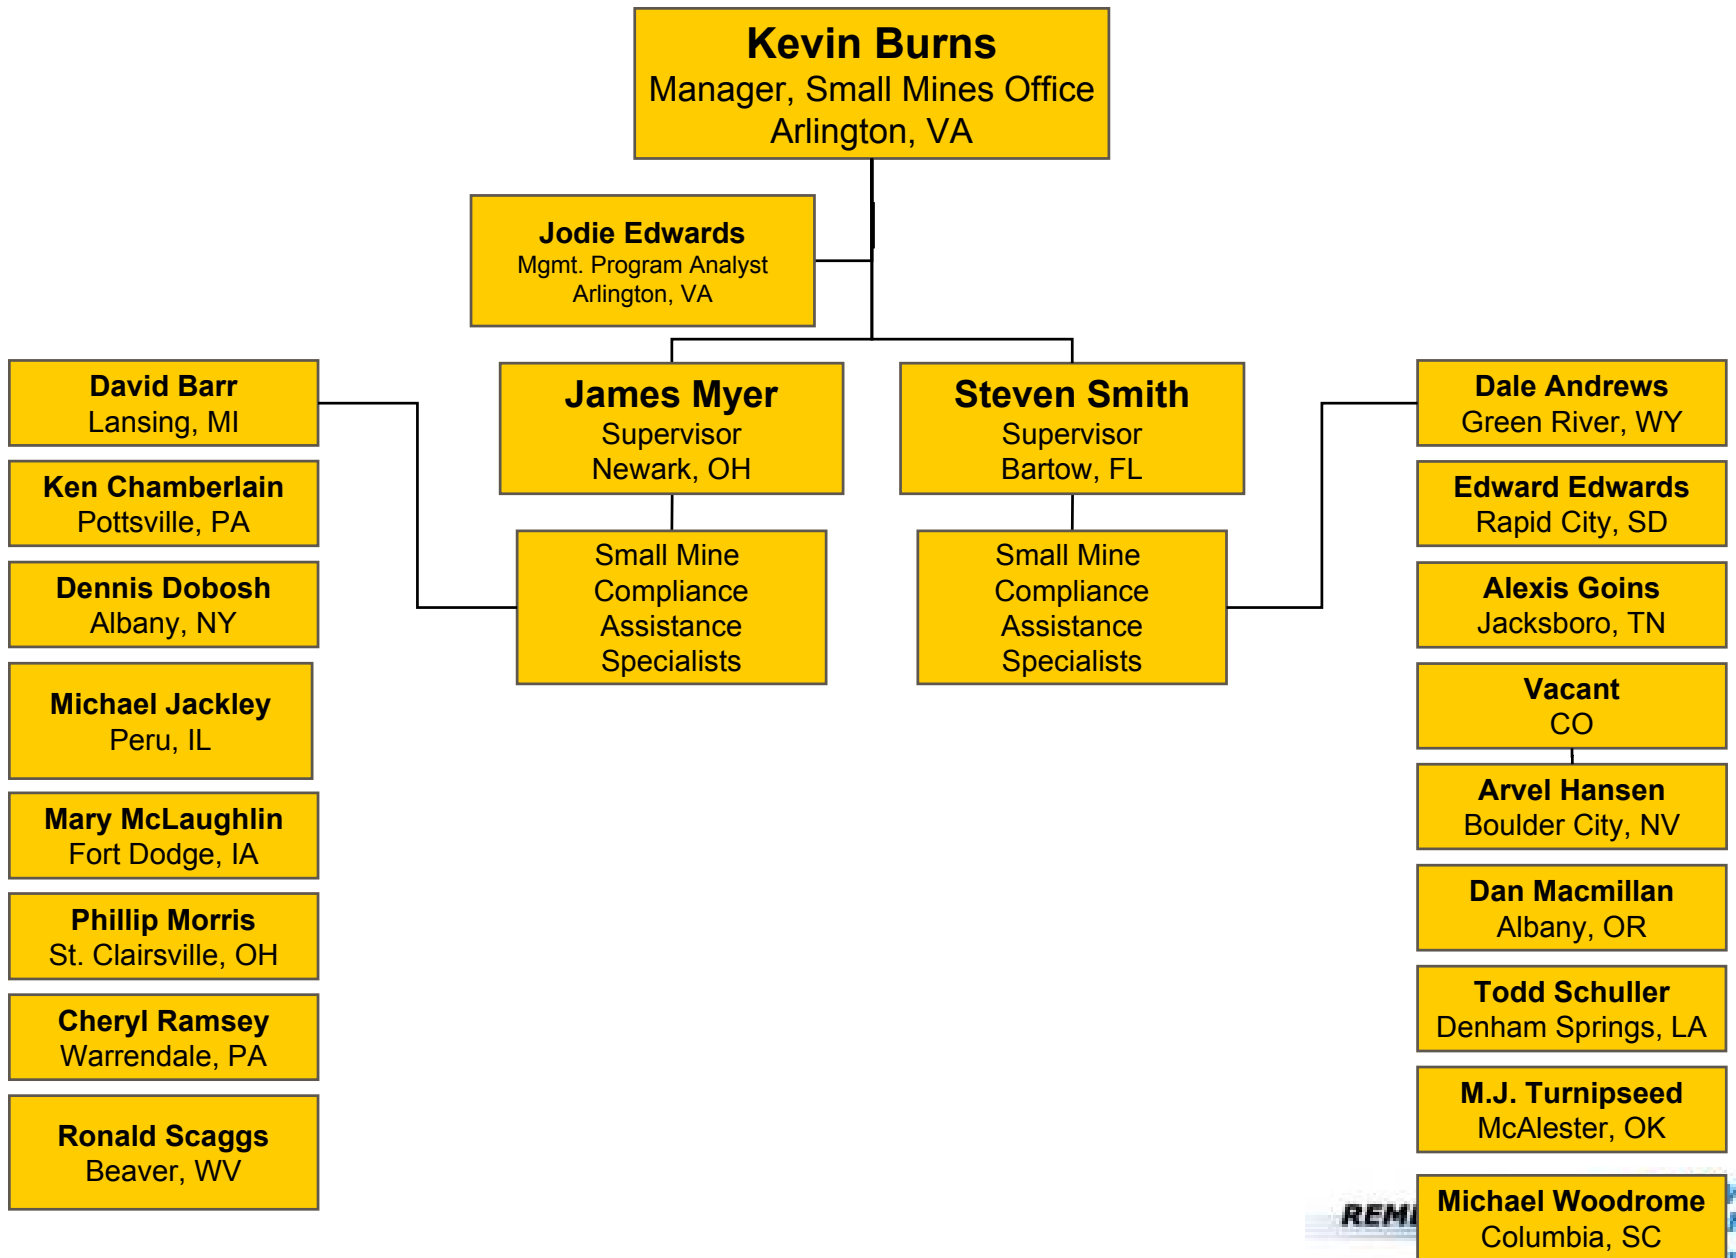 Kevin Burns
Manager, Small Mines Office
Arlington, VA
Jodie Edwards
Mgmt. Program Analyst
Arlington, VA
James Myer
Supervisor
Newark, OH
Steven Smith
Supervisor
Bartow, FL
Small Mine
Compliance
Assistance
Specialists
Small Mine
Compliance
Assistance
Specialists
David Barr
Lansing, MI
Ken Chamberlain
Pottsville, PA
Dennis Dobosh
Albany, NY
Michael Jackley
Peru, IL
Mary McLaughlin
Fort Dodge, IA
Phillip Morris
St. Clairsville, OH
Cheryl Ramsey
Warrendale, PA
Ronald Scaggs
Beaver, WV
Dale Andrews
Green River, WY
Edward Edwards
Rapid City, SD
Alexis Goins
Jacksboro, TN
Vacant
CO
Arvel Hansen
Boulder City, NV
Dan Macmillan
Albany, OR
Todd Schuller
Denham Springs, LA
M.J. Turnipseed
McAlester, OK
Michael Woodrome
Columbia, SC